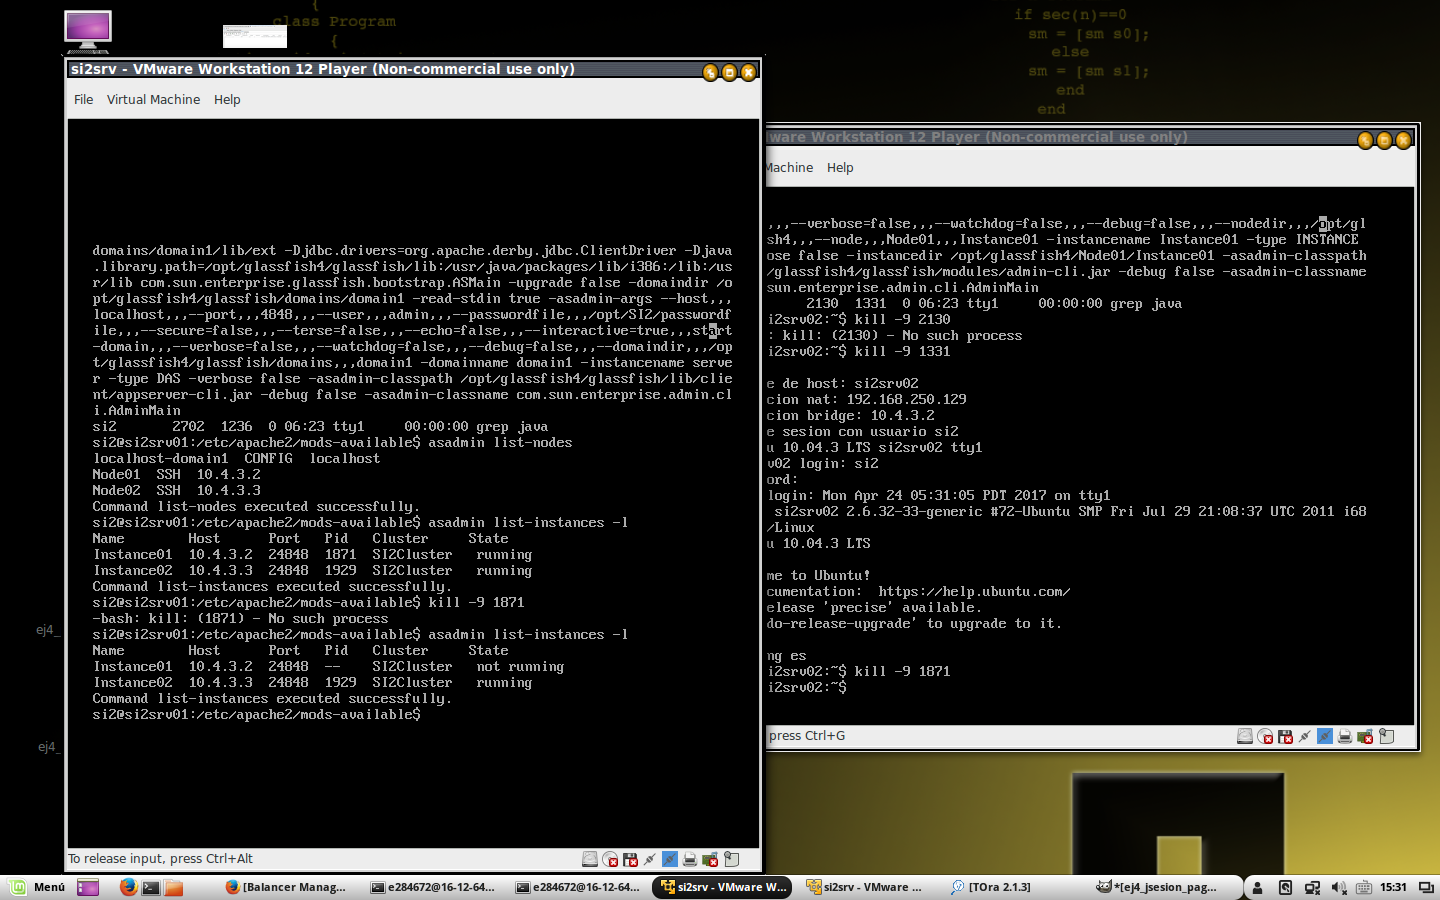 {
class Program
{
if sec(n)==0
sm = [sm s0];
else
sm = [sm s1];
end
end
si2srv - VMware Workstation 12 Player (Non-commercial use only)
File Virtual Machine Help
domains/domain1/lib/ext -Djdbc.drivers=org.apache.derby.jdbc.ClientDriver -Djava
.library.path=/opt/glassfish4/glassfish/lib:/usr/java/packages/lib/i386:/lib:/us
r/lib com.sun.enterprise.glassfish.bootstrap.ASMain -upgrade false -domaindir /o
pt/glassfish4/glassfish/domains/domain1 -read-stdin true -asadmin-args --host,,,
localhost,,,--port,,,4848,,,--user,,,admin,,,--passwordfile,,,/opt/SI2/passwordf
ile,,,--secure=false,,,--terse=false,,,--echo=false,,,--interactive=true,,,start
-domain,,,--verbose=false,,,--watchdog=false,,,--debug=false,,,--domaindir,,,/op
t/glassfish4/glassfish/domains,,,domain1 -domainname domain1 -instancename serve
r -type DAS -verbose false -asadmin-classpath /opt/glassfish4/glassfish/lib/clie
nt/appserver-cli.jar -debug false -asadmin-classname com.sun.enterprise.admin.cl
i.AdminMain
si2 2702 1236 0 06:23 tty1 00:00:00 grep java
si2@si2srv01:/etc/apache2/mods-available$ asadmin list-nodes
localhost-domain1 CONFIG localhost
Node01 SSH 10.4.3.2
Node02 SSH 10.4.3.3
Command list-nodes executed successfully.
si2@si2srv01:/etc/apache2/mods-available$ asadmin list-instances -l
Name Host Port Pid Cluster State
Instance01 10.4.3.2 24848 1871 SI2Cluster running
Instance02 10.4.3.3 24848 1929 SI2Cluster running
Command list-instances executed successfully.
si2@si2srv01:/etc/apache2/mods-available$ kill -9 1871
-bash: kill: (1871) - No such process
si2@si2srv01:/etc/apache2/mods-available$ asadmin list-instances -l
Name Host Port Pid Cluster State
Instance01 10.4.3.2 24848 -- SI2Cluster not running
Instance02 10.4.3.3 24848 1929 SI2Cluster running
Command list-instances executed successfully.
si2@si2srv01:/etc/apache2/mods-available$
To release input, press Ctrl+Alt
ware Workstation 12 Player (Non-commercial use only)
Machine Help
,,,--verbose=false,,,--watchdog=false,,,--debug=false,,,--nodedir,,,/opt/gl
sh4,,,--node,,,Node01,,,Instance01 -instancename Instance01 -type INSTANCE
ose false -instancedir /opt/glassfish4/Node01/Instance01 -asadmin-classpath
/glassfish4/glassfish/modules/admin-cli.jar -debug false -asadmin-classname
sun.enterprise.admin.cli.AdminMain
2130 1331 0 06:23 tty1 00:00:00 grep java
i2srv02:~$ kill -9 2130
: kill: (2130) - No such process
i2srv02:~$ kill -9 1331
e de host: si2srv02
cion nat: 192.168.250.129
cion bridge: 10.4.3.2
e sesion con usuario si2
u 10.04.3 LTS si2srv02 tty1
v02 login: si2
ord:
login: Mon Apr 24 05:31:05 PDT 2017 on tty1
si2srv02 2.6.32-33-generic #72-Ubuntu SMP Fri Jul 29 21:08:37 UTC 2011 i68
/Linux
u 10.04.3 LTS
me to Ubuntu!
cumentation: https://help.ubuntu.com/
elease 'precise' available.
do-release-upgrade' to upgrade to it.
ng es
i2srv02:~$ kill -9 1871
i2srv02:~$
press Ctrl+G
ej4_
ej4_
Menú [Balancer Manag... e284672@16-12-64... e284672@16-12-64... si2srv - VMware W... si2srv - VMware ... [TOra 2.1.3] *[ej4_jsesion_pag... 15:31